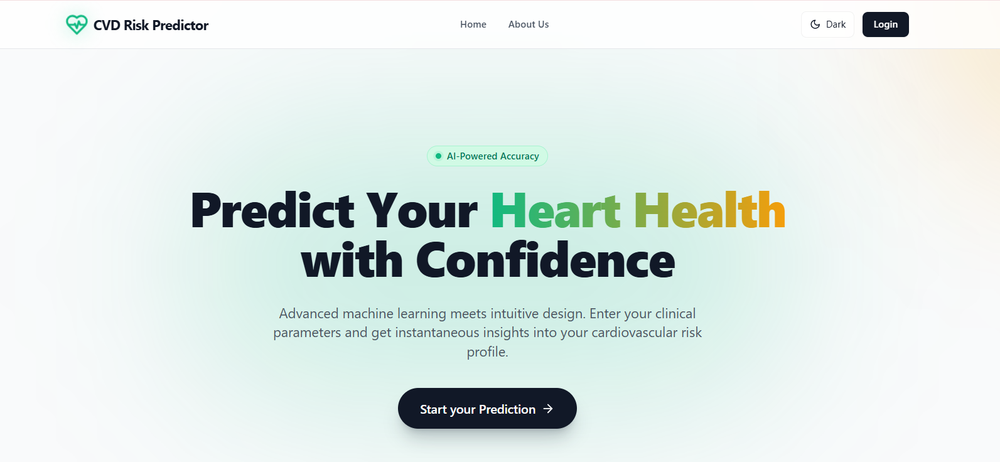 CVD Risk Predictor
Home
About Us
Dark
Login
AI-Powered Accuracy
Predict Your Heart Health
with Confidence
Advanced machine learning meets intuitive design. Enter your clinical
parameters and get instantaneous insights into your cardiovascular risk
profile.
Start your Prediction →